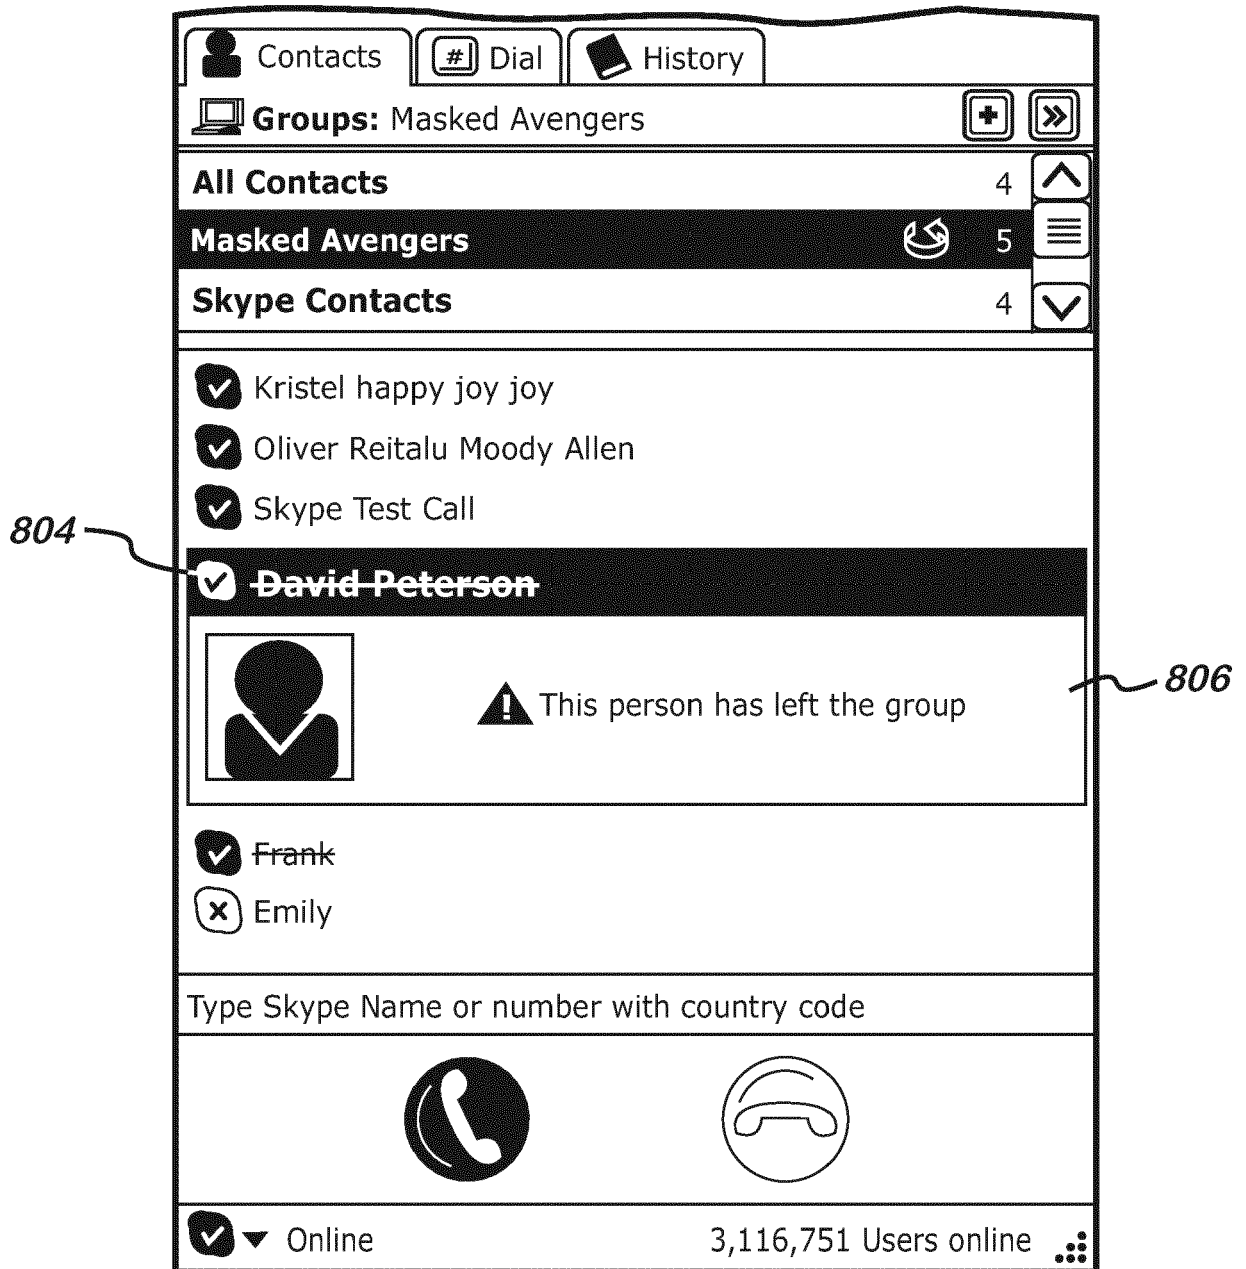 Contacts # Dial History
Groups: Masked Avengers
All Contacts 4
Masked Avengers 5
Skype Contacts 4
Kristel happy joy joy
Oliver Reitalu Moody Allen
Skype Test Call
804
David Peterson
! This person has left the group
806
Frank
Emily
Type Skype Name or number with country code
Online 3,116,751 Users online